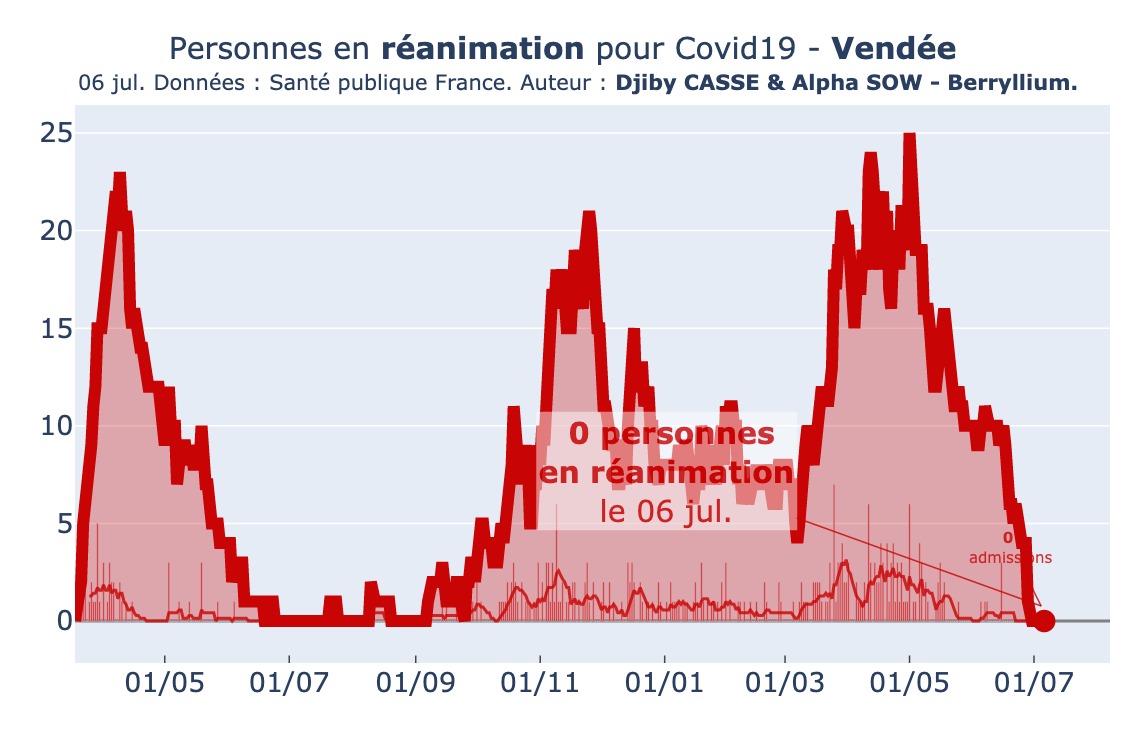 Personnes en réanimation pour Covid19 - Vendée
06 jul. Données : Santé publique France. Auteur : Djiby CASSE & Alpha SOW - Berryllium.
25
20
15
10
5
0
0 personnes
en réanimation
le 06 jul.
0
admissions
01/05
01/07
01/09
01/11
01/01
01/03
01/05
01/07